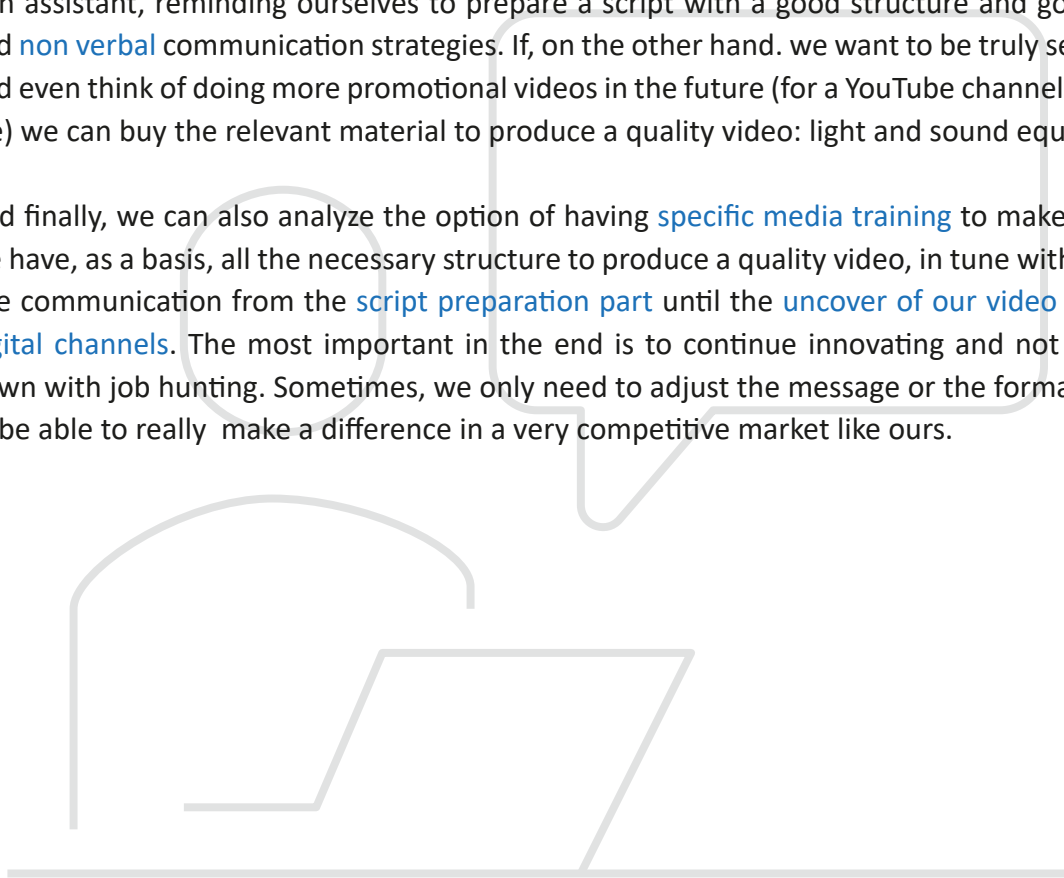 assistant, reminding ourselves to prepare a script with a good structure and
non verbal communication strategies. If, on the other hand. we want to be truly
even think of doing more promotional videos in the future (for a YouTube channel
we can buy the relevant material to produce a quality video: light and sound
finally, we can also analyze the option of having specific media training to make
have, as a basis, all the necessary structure to produce a quality video, in tune with
communication from the script preparation part until the uncover of our video
channels. The most important in the end is to continue innovating and not
with job hunting. Sometimes, we only need to adjust the message or the
be able to really make a difference in a very competitive market like ours.